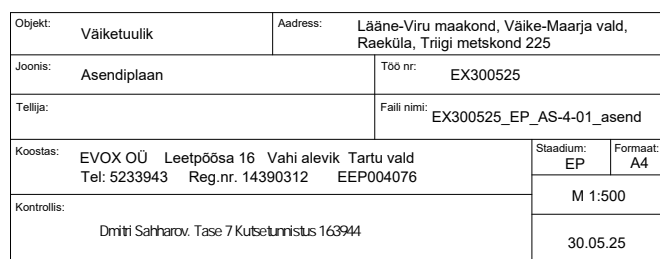 Objekt: Väiketuulik
Aadress: Lääne-Viru maakond, Väike-Maarja vald,
Raeküla, Triigi metskond 225
Joonis: Asendiplaan
Töö nr: EX300525
Tellija:
Faili nimi: EX300525_EP_AS-4-01_asend
Koostas: EVOX OÜ Leetpõõsa 16 Vahi alevik Tartu vald
Tel: 5233943 Reg.nr. 14390312 EEP004076
Staadium: EP
Formaat: A4
M 1:500
Kontrollis:
Dmitri Sahharov. Tase 7 Kutsetunnistus 163944
30.05.25